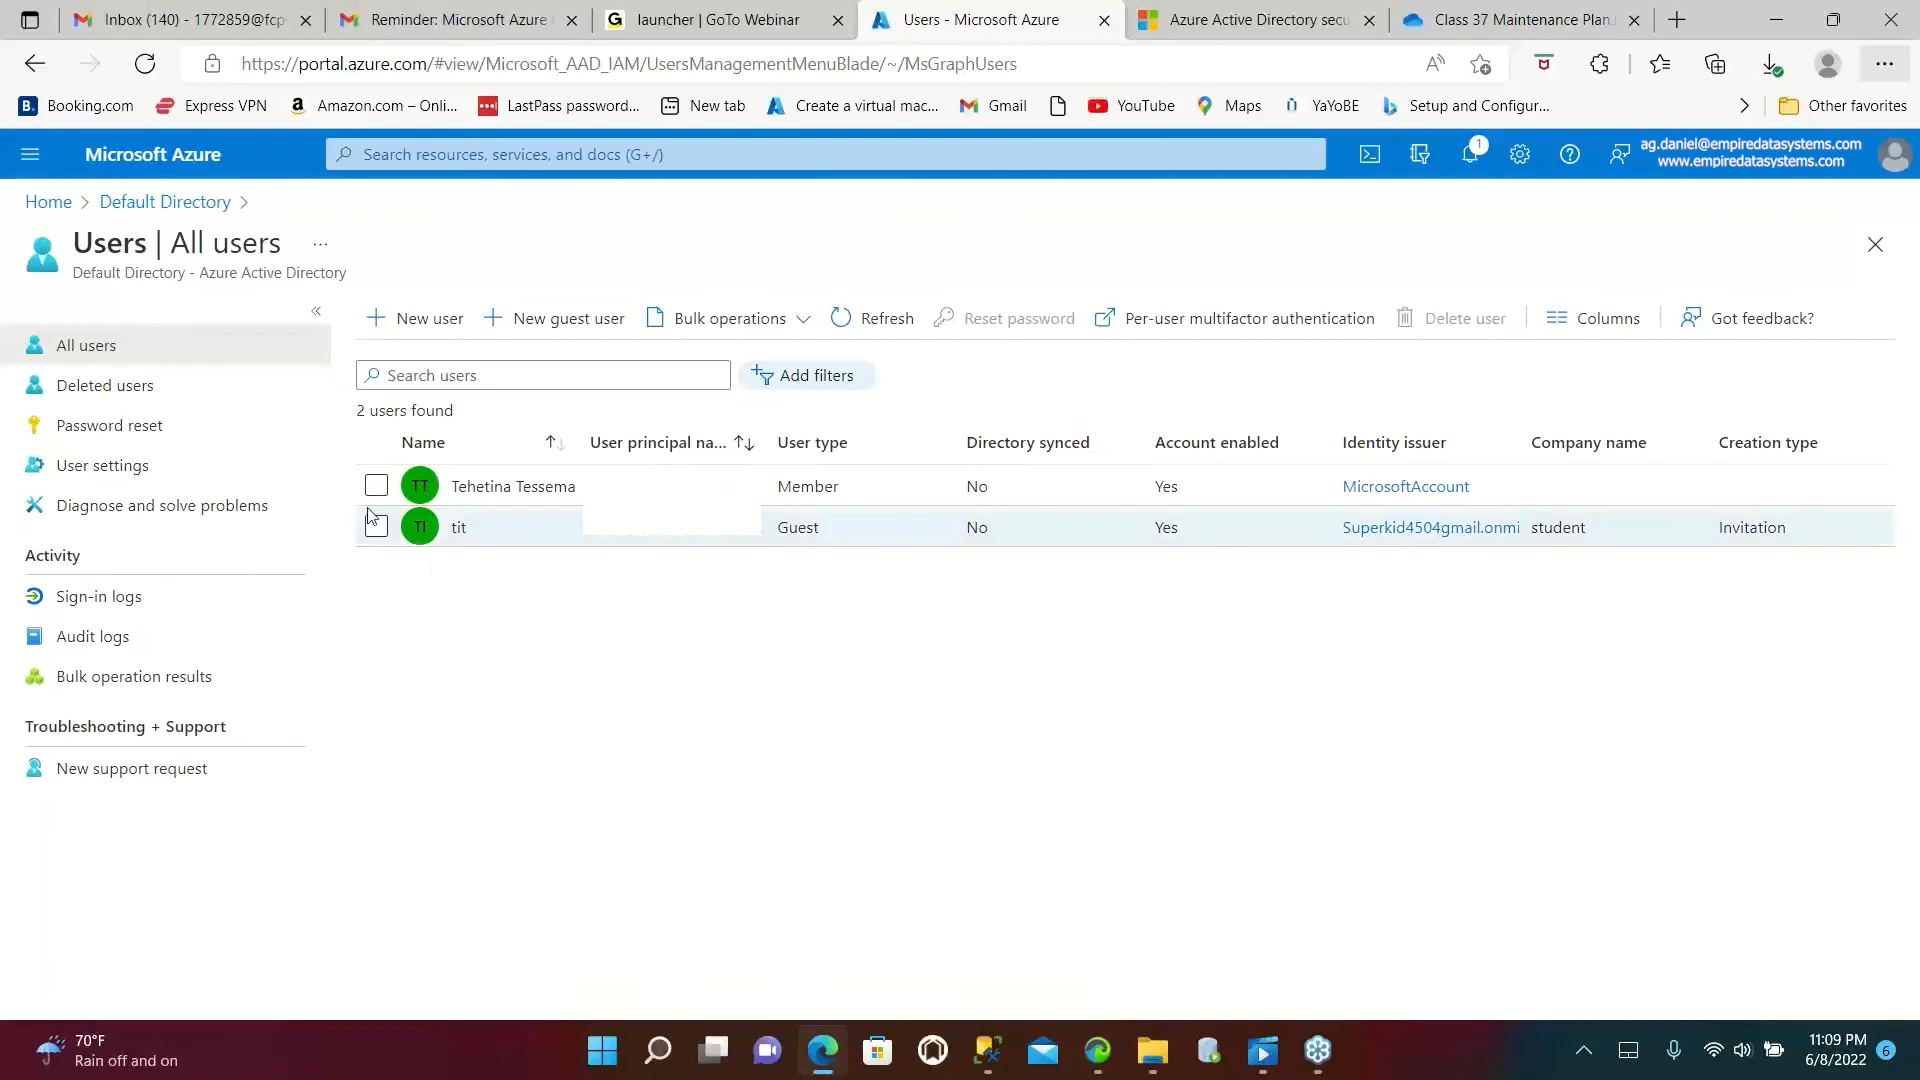 Inbox (140) - 1772859@fcp
Reminder: Microsoft Azure
launcher | GoTo Webinar
Users - Microsoft Azure
Azure Active Directory secu
Class 37 Maintenance Plan.
https://portal.azure.com/#view/Microsoft_AAD_IAM/UsersManagementMenuBlade/~/MsGraphUsers
Booking.com
Express VPN
Amazon.com – Onli...
LastPass password...
New tab
Create a virtual mac...
Gmail
YouTube
Maps
YaYoBE
Setup and Configur...
Other favorites
Microsoft Azure
Search resources, services, and docs (G+/)
1
ag.daniel@empiredatasystems.com
www.empiredatasystems.com
Home > Default Directory >
Users | All users ...
Default Directory - Azure Active Directory
New user
New guest user
Bulk operations
Refresh
Reset password
Per-user multifactor authentication
Delete user
Columns
Got feedback?
All users
Deleted users
Password reset
User settings
Diagnose and solve problems
Activity
Sign-in logs
Audit logs
Bulk operation results
Troubleshooting + Support
New support request
Search users
Add filters
2 users found
Name User principal na... User type Directory synced Account enabled Identity issuer Company name Creation type
TT Tehetina Tessema Member No Yes MicrosoftAccount
TI tit Guest No Yes Superkid4504gmail.onmi student Invitation
70°F
Rain off and on
11:09 PM
6/8/2022
6